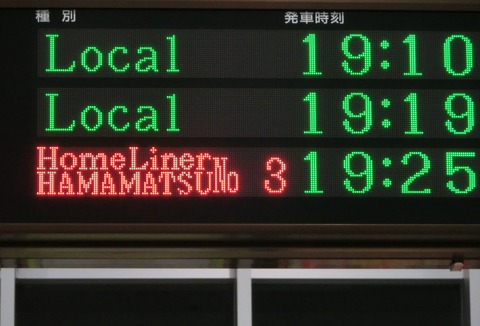 種別 発車時刻
Local 19:10
Local 19:19
HomeLiner
HAMAMATSU No 3 19:25